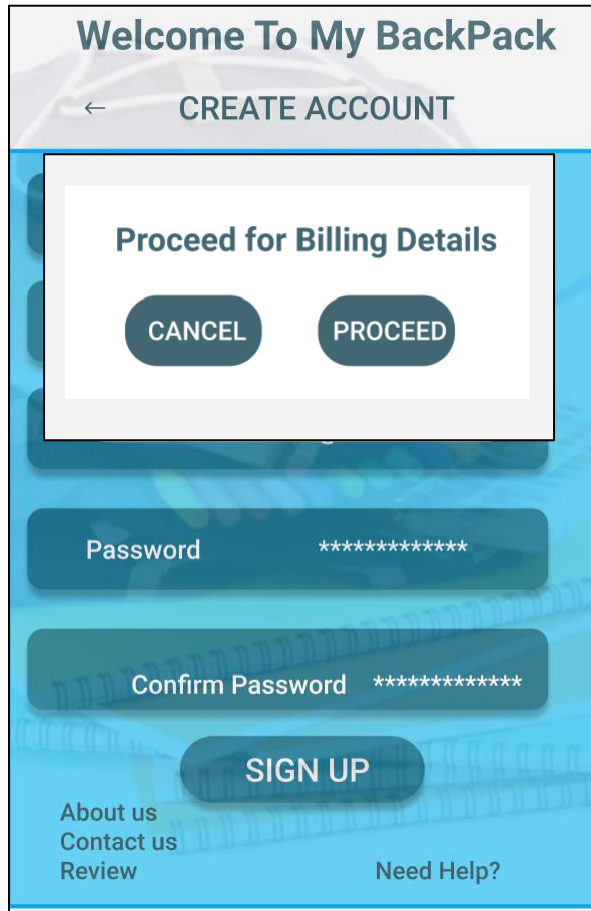 Welcome To My BackPack
← CREATE ACCOUNT
Proceed for Billing Details
CANCEL PROCEED
Password *************
Confirm Password *************
SIGN UP
About us
Contact us
Review Need Help?